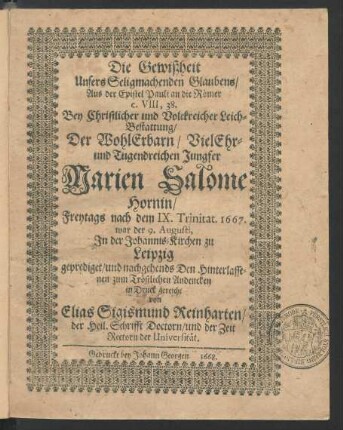 Die Gewißheit
Unsers Seligmachenden Glaubens/
Aus der Epistel Pauli an die Römer
c. VIII, 38.
Bey Christlicher und Volckreicher Leich-
Bestattung/
Der WohlErbarn/ VielEhr-
und Tugendreichen Jungfer
Marien Salome
Hornin/
Freytags nach dem IX. Trinitat. 1667.
war der 9. Augusti,
In der Johannis-Kirchen zu
Leipzig
geprediget/und nachgehends Den Hinterlasse-
nen zum Tröstlichen Andencken
in Druck gereicht
von
Elias Sigismund Reinharten/
der Heil. Schrifft Doctorn/und der Zeit
Rectorn der Universität.
Gedruckt bey Johann Georgen 1668.